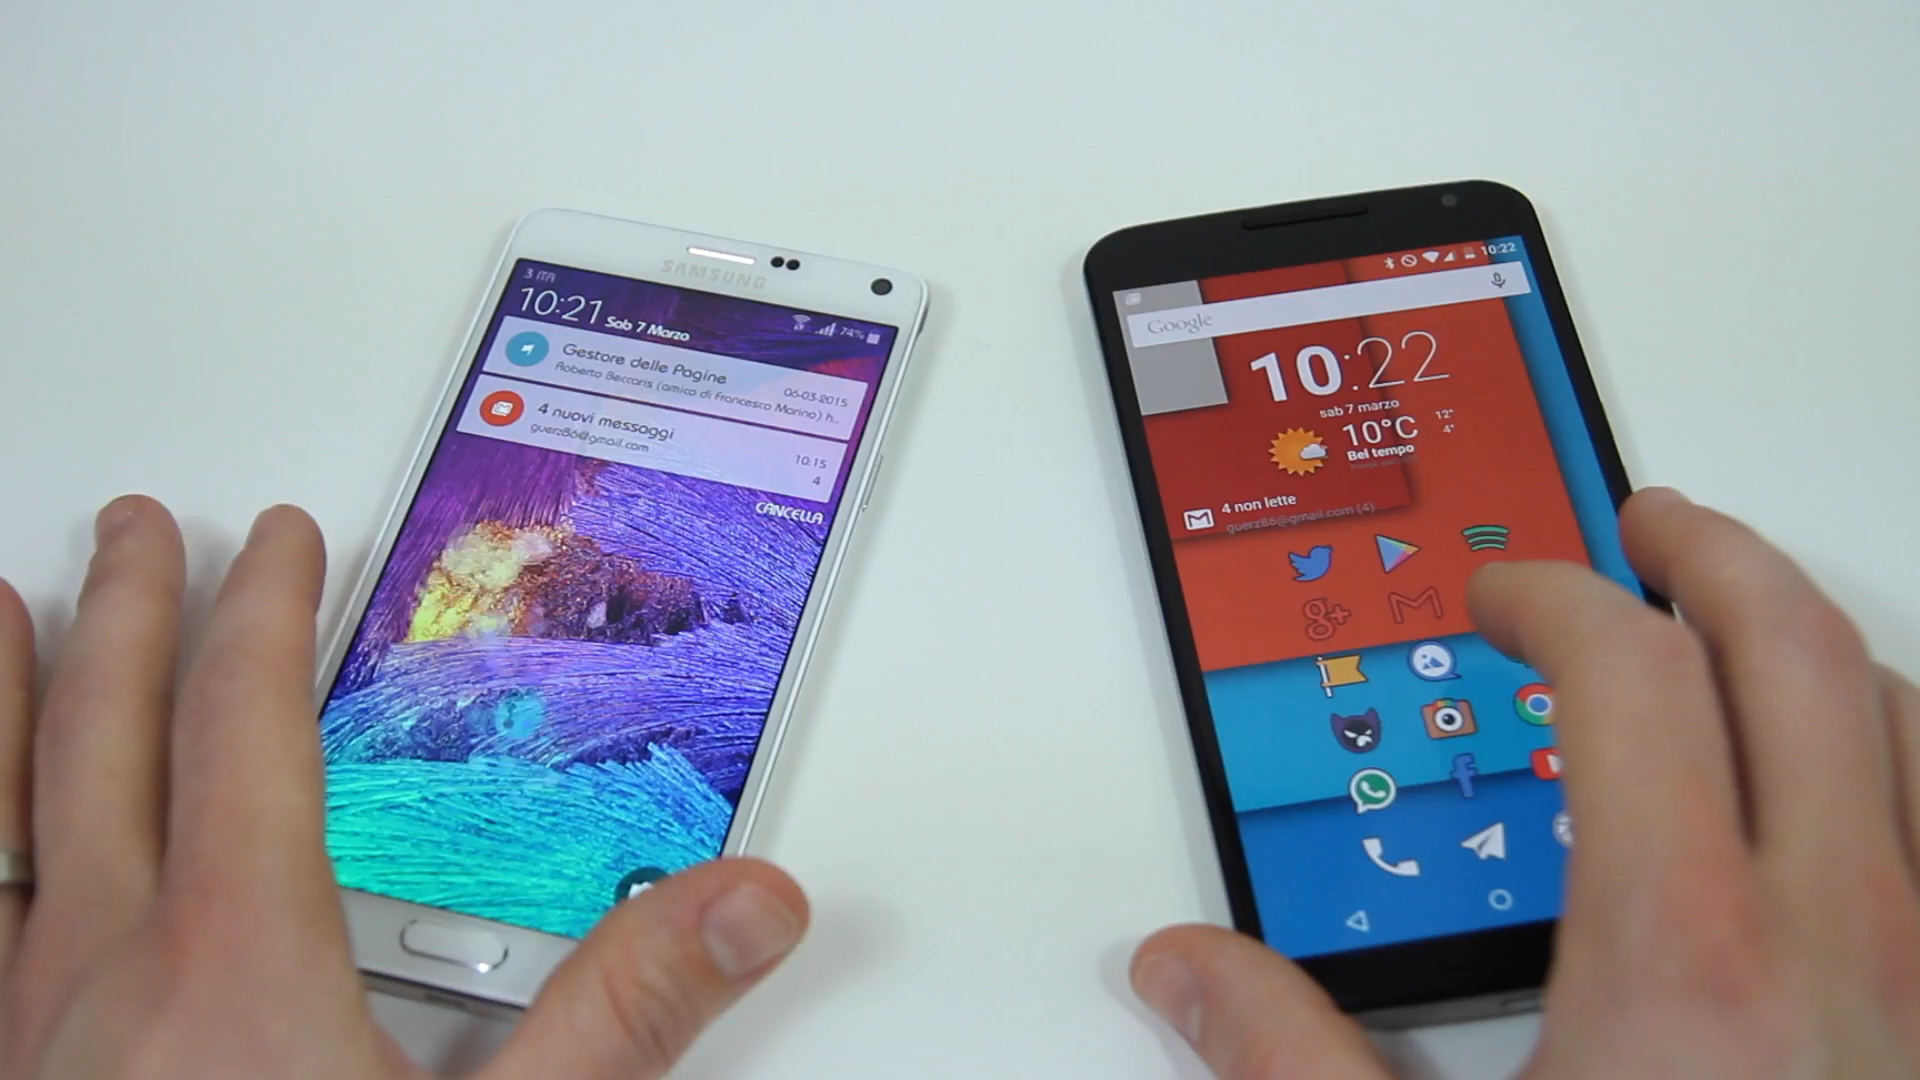 SAMSUNG
3 ITA
10:21 Sab 7 Marzo
74%
Gestore delle Pagine
06-03-2015
Roberto Beccaris (amico di Francesco Marino) h...
4 nuovi messaggi
10:15
guerz86@gmail.com
4
CANCELLA
10:22
Google
10:22
sab 7 marzo
10°C
12°
4°
Bel tempo
4 non lette
guerz86@gmail.com (4)
g+
f